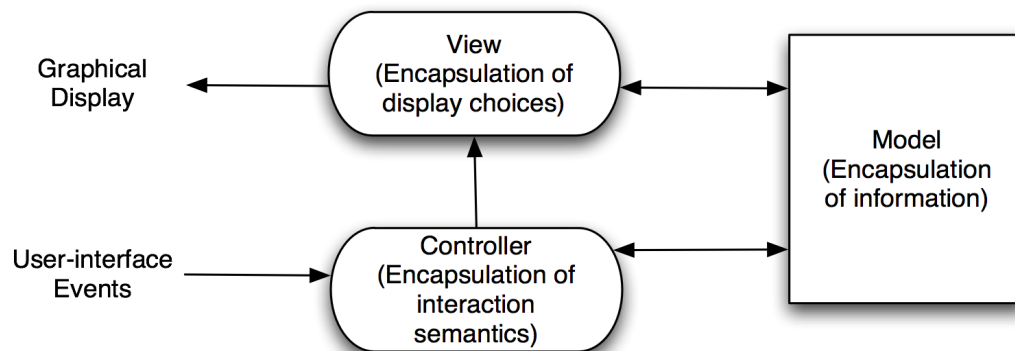 Graphical
Display
View
(Encapsulation of
display choices)
Model
(Encapsulation
of information)
User-interface
Events
Controller
(Encapsulation of
interaction
semantics)